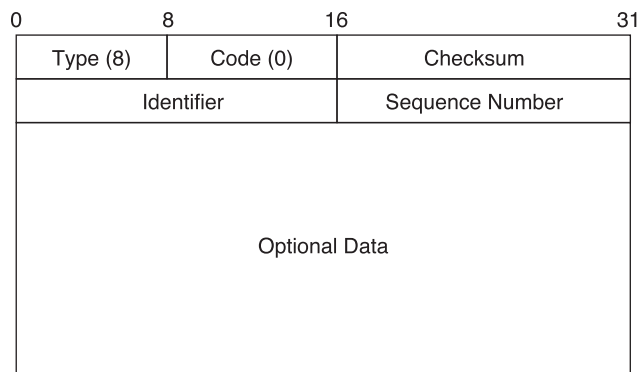 0 8 16 31
Type (8) Code (0) Checksum
Identifier Sequence Number
Optional Data